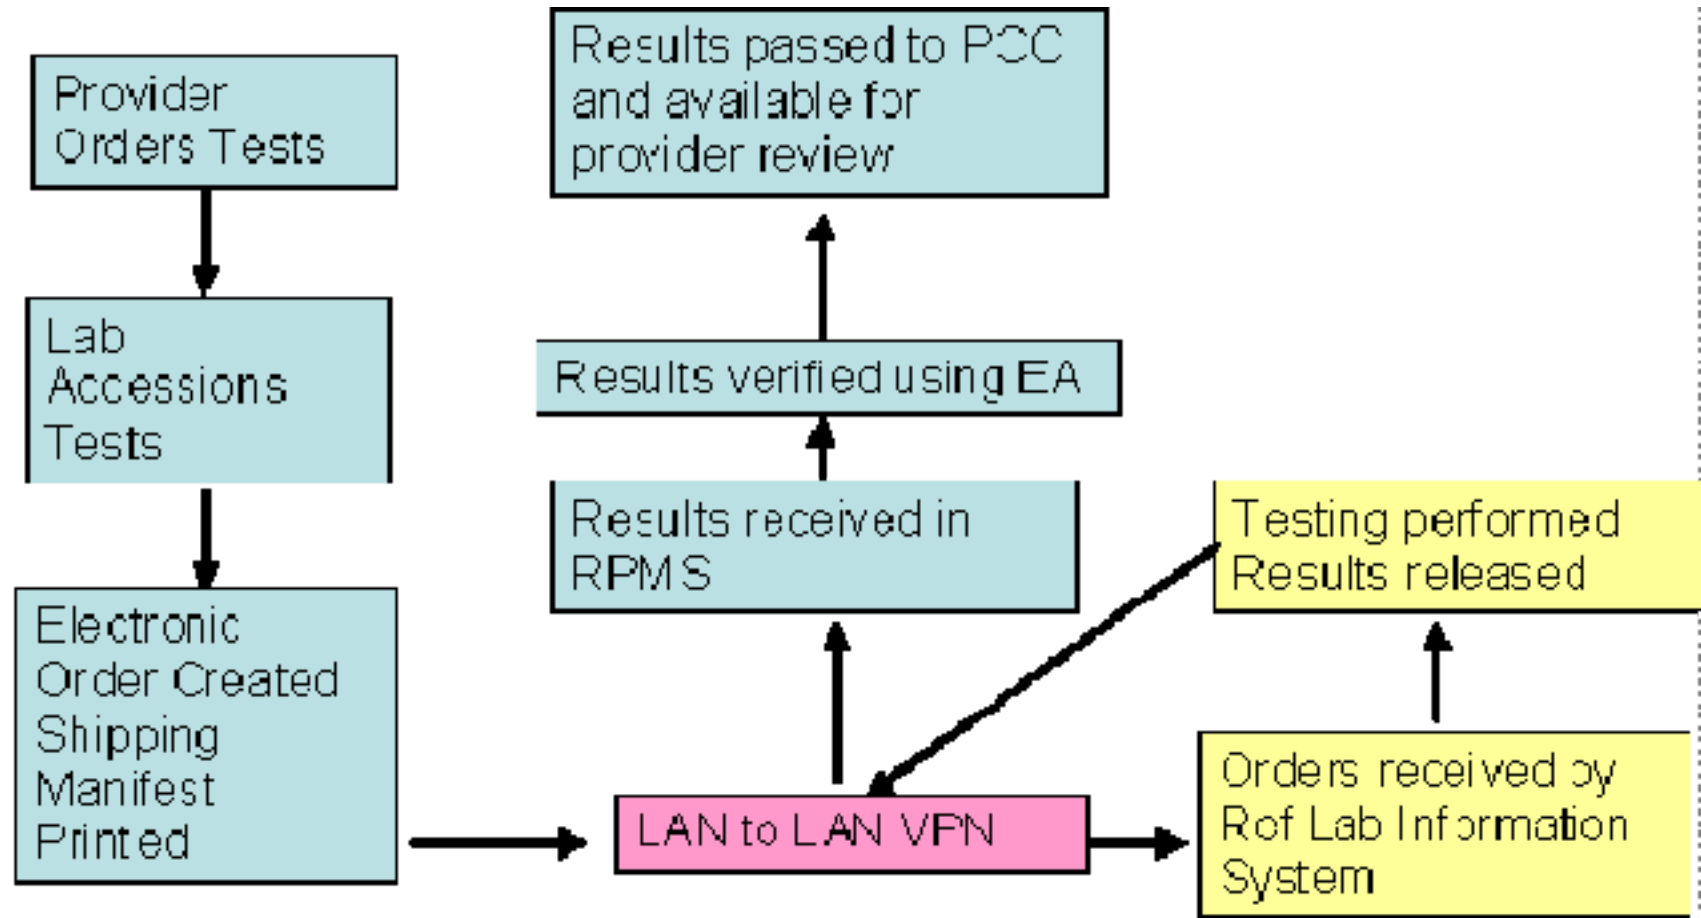 Provider
Orders Tests
Lab
Accessions
Tests
Electronic
Order Created
Shipping
Manifest
Printed
LAN to LAN VPN
Orders received by
Rof Lab Information
System
Testing performed
Results released
Results received in
RPMS
Results verified using EA
Results passed to PCC
and available for
provider review